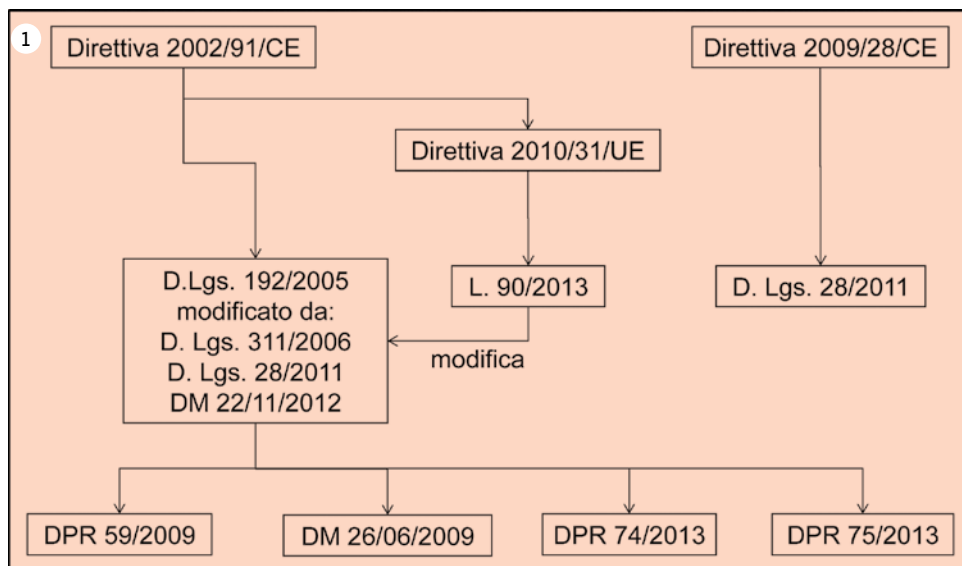 1
Direttiva 2002/91/CE
Direttiva 2009/28/CE
Direttiva 2010/31/UE
D.Lgs. 192/2005
modificato da:
D. Lgs. 311/2006
D. Lgs. 28/2011
DM 22/11/2012
L. 90/2013
modifica
D. Lgs. 28/2011
DPR 59/2009
DM 26/06/2009
DPR 74/2013
DPR 75/2013